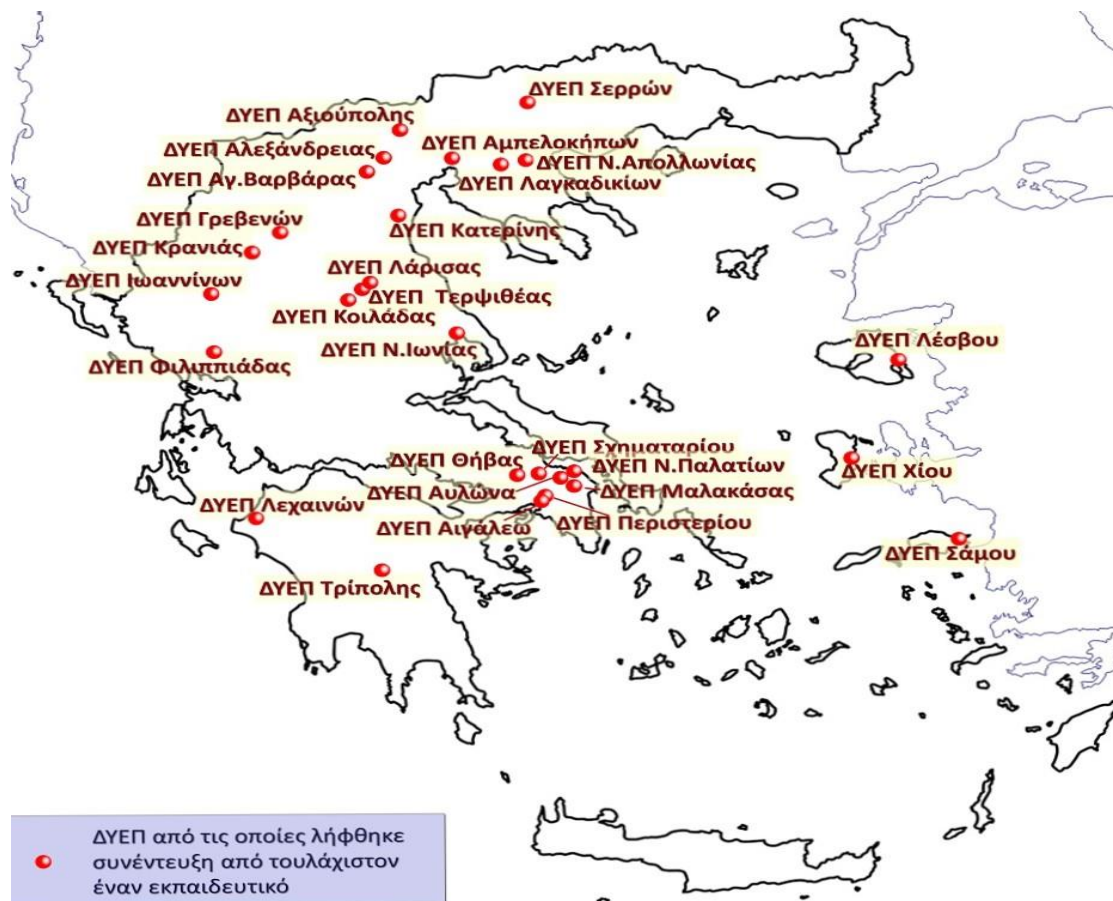 ΔΥΕΠ Σερρών
ΔΥΕΠ Αξιούπολης
ΔΥΕΠ Αμπελοκήπων
ΔΥΕΠ Αλεξάνδρειας
ΔΥΕΠ Ν.Απολλωνίας
ΔΥΕΠ Αγ.Βαρβάρας
ΔΥΕΠ Λαγκαδικίων
ΔΥΕΠ Γρεβενών
ΔΥΕΠ Κατερίνης
ΔΥΕΠ Κρανιάς
ΔΥΕΠ Λάρισας
ΔΥΕΠ Ιωαννίνων
ΔΥΕΠ Τερψιθέας
ΔΥΕΠ Κοιλάδας
ΔΥΕΠ Λέσβου
ΔΥΕΠ Ν.Ιωνίας
ΔΥΕΠ Φιλιππιάδας
ΔΥΕΠ Σχηματαρίου
ΔΥΕΠ Θήβας
ΔΥΕΠ Ν.Παλατίων
ΔΥΕΠ Χίου
ΔΥΕΠ Αυλώνα
ΔΥΕΠ Μαλακάσας
ΔΥΕΠ Λεχαινών
ΔΥΕΠ Αιγάλεω
ΔΥΕΠ Περιστερίου
ΔΥΕΠ Σάμου
ΔΥΕΠ Τρίπολης
ΔΥΕΠ από τις οποίες λήφθηκε
συνέντευξη από τουλάχιστον
έναν εκπαιδευτικό